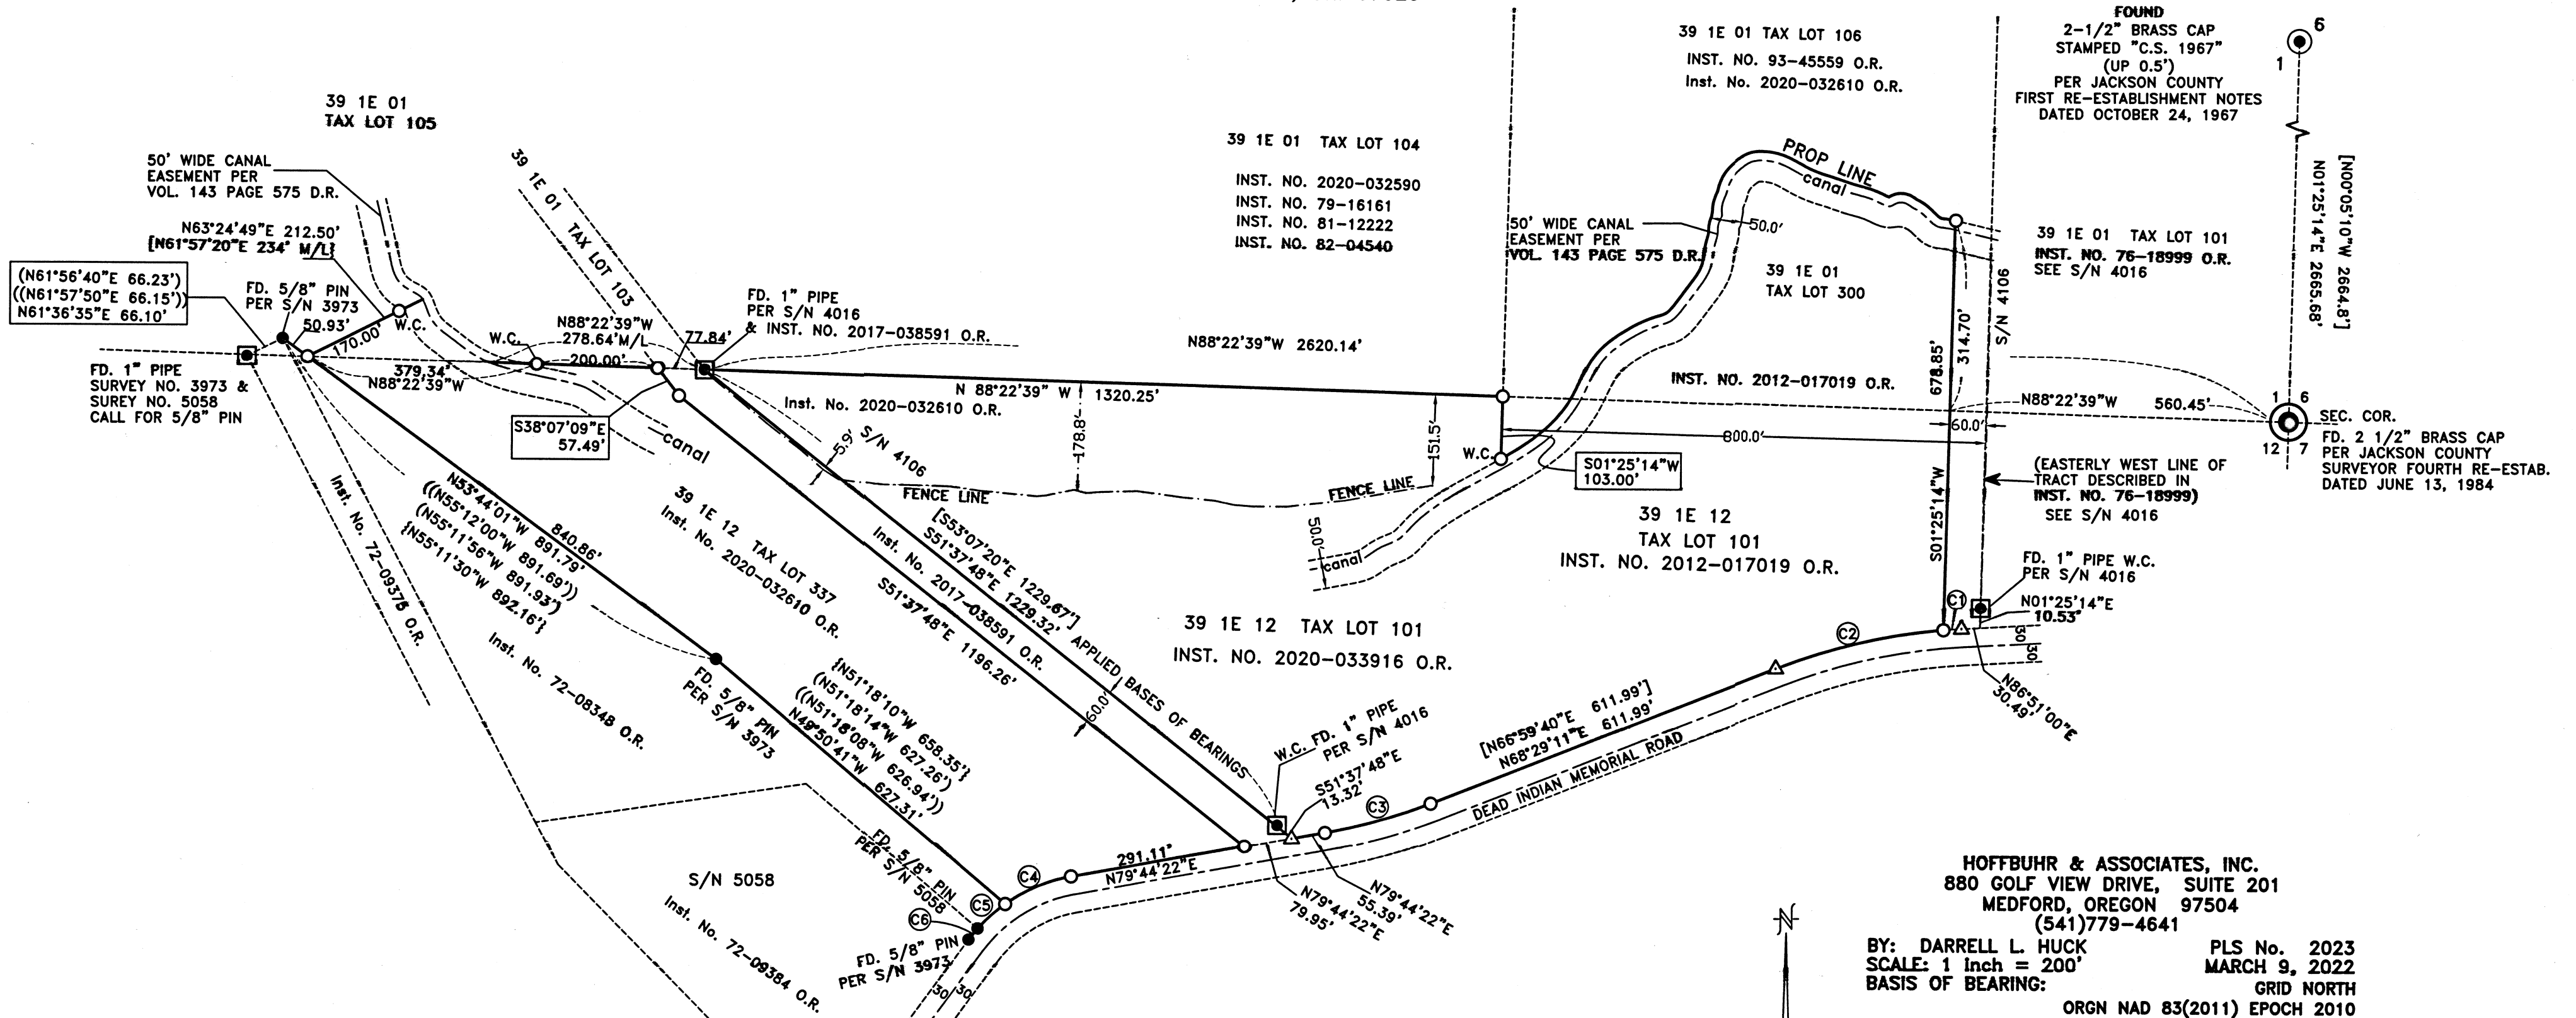 39 1E 01
TAX LOT 105
50' WIDE CANAL
EASEMENT PER
VOL. 143 PAGE 575 D.R.
N63°24'49"E 212.50'
[N61°57'20"E 234' M/L}
(N61°56'40"E 66.23')
((N61°57'50"E 66.15'))
N61°36'35"E 66.10'
FD. 5/8" PIN
PER S/N 3973
50.93'
170.00'
W.C.
FD. 1" PIPE
SURVEY NO. 3973 &
SUREY NO. 5058
CALL FOR 5/8" PIN
379.34'
N88°22'39"W
39 1E 01 TAX LOT 103
W.C.
N88°22'39"W
278.64'M/L
200.00'
77.84'
FD. 1" PIPE
PER S/N 4016
& INST. NO. 2017-038591 O.R.
S38°07'09"E
57.49'
canal
39 1E 01 TAX LOT 104
INST. NO. 2020-032590
INST. NO. 79-16161
INST. NO. 81-12222
INST. NO. 82-04540
N88°22'39"W 2620.14'
N 88°22'39" W 1320.25'
Inst. No. 2020-032610 O.R.
5.9'
S/N 4106
178.8'
151.5'
FENCE LINE
FENCE LINE
39 1E 01 TAX LOT 106
INST. NO. 93-45559 O.R.
Inst. No. 2020-032610 O.R.
PROP LINE
canal
50' WIDE CANAL
EASEMENT PER
VOL. 143 PAGE 575 D.R.
50.0'
39 1E 01
TAX LOT 300
INST. NO. 2012-017019 O.R.
FOUND
2-1/2" BRASS CAP
STAMPED "C.S. 1967"
(UP 0.5')
PER JACKSON COUNTY
FIRST RE-ESTABLISHMENT NOTES
DATED OCTOBER 24, 1967
6
1
[N00°05'10"W 2664.8']
N01°25'14"E 2665.68'
39 1E 01 TAX LOT 101
INST. NO. 76-18999 O.R.
SEE S/N 4016
S/N 4106
678.85'
314.70'
N88°22'39"W
560.45'
60.0'
800.0'
1 6
12 7
SEC. COR.
FD. 2 1/2" BRASS CAP
PER JACKSON COUNTY
SURVEYOR FOURTH RE-ESTAB.
DATED JUNE 13, 1984
W.C.
S01°25'14"W
103.00'
(EASTERLY WEST LINE OF
TRACT DESCRIBED IN
INST. NO. 76-18999)
SEE S/N 4016
S01°25'14"W
39 1E 12
TAX LOT 101
INST. NO. 2012-017019 O.R.
50.0'
canal
FD. 1" PIPE W.C.
PER S/N 4016
N01°25'14"E
10.53'
C1
C2
30
30
N86°51'00"E
30.49'
Inst. No. 72-09375 O.R.
840.86'
N53°44'01"W 891.79'
((N55°12'00"W 891.69'))
(N55°11'56"W 891.93')
{N55°11'30"W 892.16'}
39 1E 12 TAX LOT 337
Inst. No. 2020-032610 O.R.
[S53°07'20"E 1229.67']
S51°37'48"E 1229.32' APPLIED BASES OF BEARINGS
Inst. No. 2017-038591 O.R.
S51°37'48"E 1196.26'
60.0'
39 1E 12 TAX LOT 101
INST. NO. 2020-033916 O.R.
Inst. No. 72-08348 O.R.
FD. 5/8" PIN
PER S/N 3973
{N51°18'10"W 658.35'}
(N51°18'14"W 627.26')
((N51°18'08"W 626.94'))
N49°50'41"W 627.31'
W.C. FD. 1" PIPE
PER S/N 4016
S51°37'48"E
13.32'
C3
[N66°59'40"E 611.99']
N68°29'11"E 611.99'
DEAD INDIAN MEMORIAL ROAD
S/N 5058
Inst. No. 72-09384 O.R.
FD. 5/8" PIN
PER S/N 5058
C4
C5
C6
291.11'
N79°44'22"E
N79°44'22"E
55.39'
N79°44'22"E
79.95'
FD. 5/8" PIN
PER S/N 3973
30 30
N
HOFFBUHR & ASSOCIATES, INC.
880 GOLF VIEW DRIVE, SUITE 201
MEDFORD, OREGON 97504
(541)779-4641
BY: DARRELL L. HUCK PLS No. 2023
SCALE: 1 Inch = 200' MARCH 9, 2022
BASIS OF BEARING: GRID NORTH
ORGN NAD 83(2011) EPOCH 2010